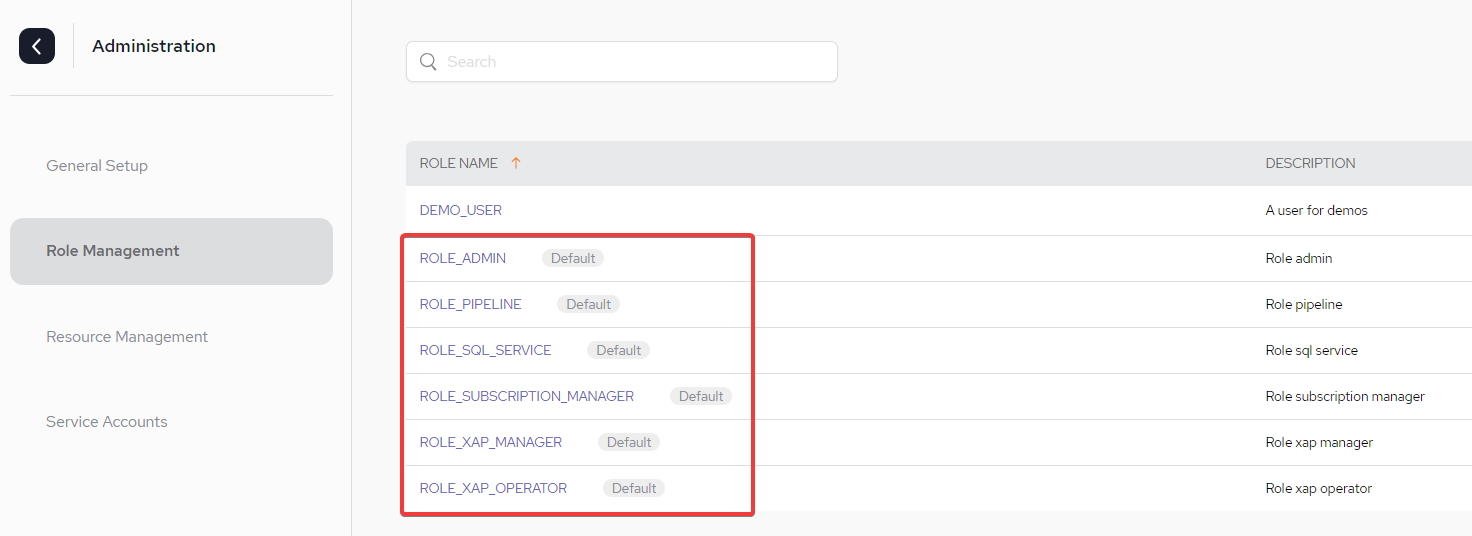 Administration
General Setup
Role Management
Resource Management
Service Accounts
Search
ROLE NAME DESCRIPTION
DEMO_USER A user for demos
ROLE_ADMIN Default Role admin
ROLE_PIPELINE Default Role pipeline
ROLE_SQL_SERVICE Default Role sql service
ROLE_SUBSCRIPTION_MANAGER Default Role subscription manager
ROLE_XAP_MANAGER Default Role xap manager
ROLE_XAP_OPERATOR Default Role xap operator